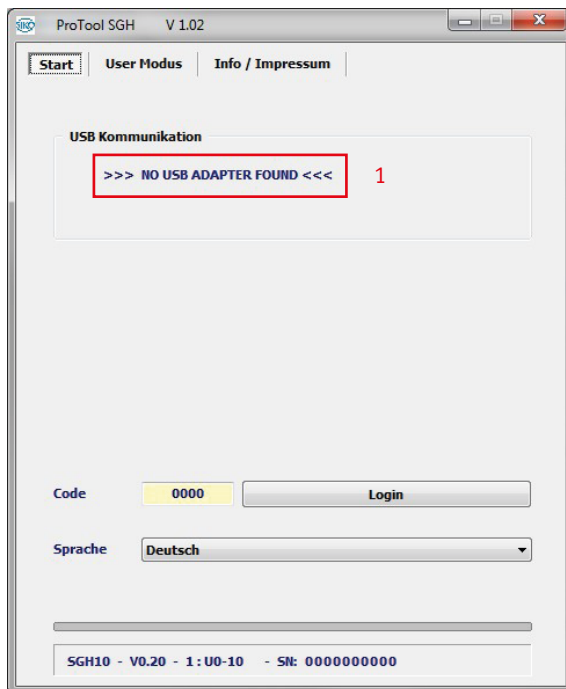 SIKO ProTool SGH V 1.02
Start User Modus Info / Impressum
USB Kommunikation
>>> NO USB ADAPTER FOUND <<< 1
Code 0000 Login
Sprache Deutsch
SGH10 - V0.20 - 1 : U0-10 - SN: 0000000000